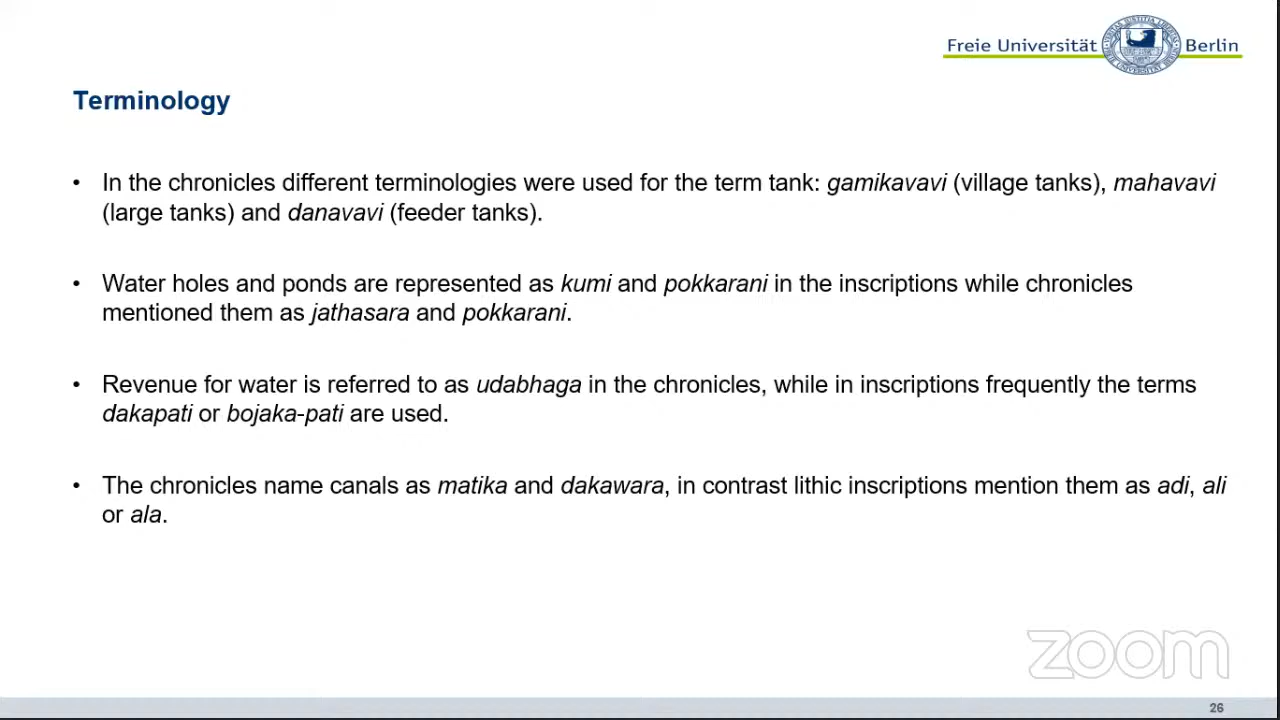 Freie Universität Berlin
Terminology
• In the chronicles different terminologies were used for the term tank: gamikavavi (village tanks), mahavavi
(large tanks) and danavavi (feeder tanks).
• Water holes and ponds are represented as kumi and pokkarani in the inscriptions while chronicles
mentioned them as jathasara and pokkarani.
• Revenue for water is referred to as udabhaga in the chronicles, while in inscriptions frequently the terms
dakapati or bojaka-pati are used.
• The chronicles name canals as matika and dakawara, in contrast lithic inscriptions mention them as adi, ali
or ala.
zoom
26